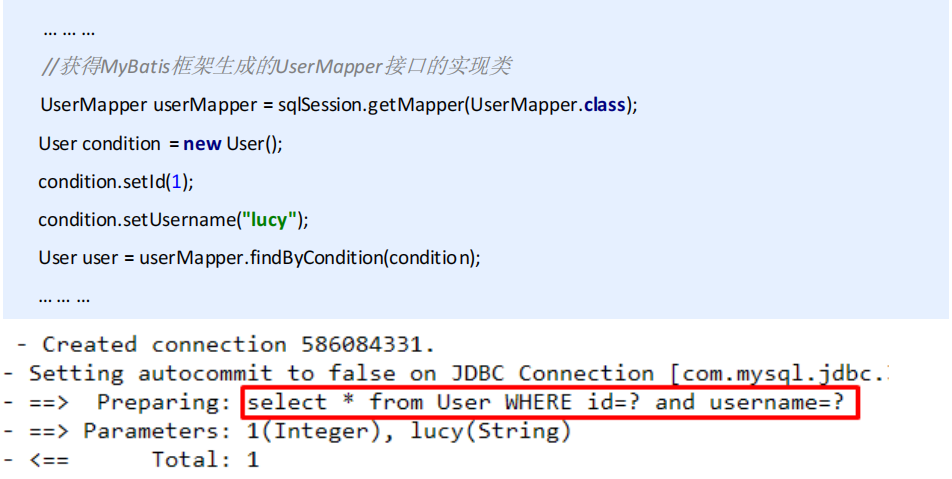 … … …
//获得MyBatis框架生成的UserMapper接口的实现类
UserMapper userMapper = sqlSession.getMapper(UserMapper.class);
User condition = new User();
condition.setId(1);
condition.setUsername("lucy");
User user = userMapper.findByCondition(condition);
… … …
- Created connection 586084331.
- Setting autocommit to false on JDBC Connection [com.mysql.jdbc.
- ==> Preparing: select * from User WHERE id=? and username=?
- ==> Parameters: 1(Integer), lucy(String)
- <== Total: 1